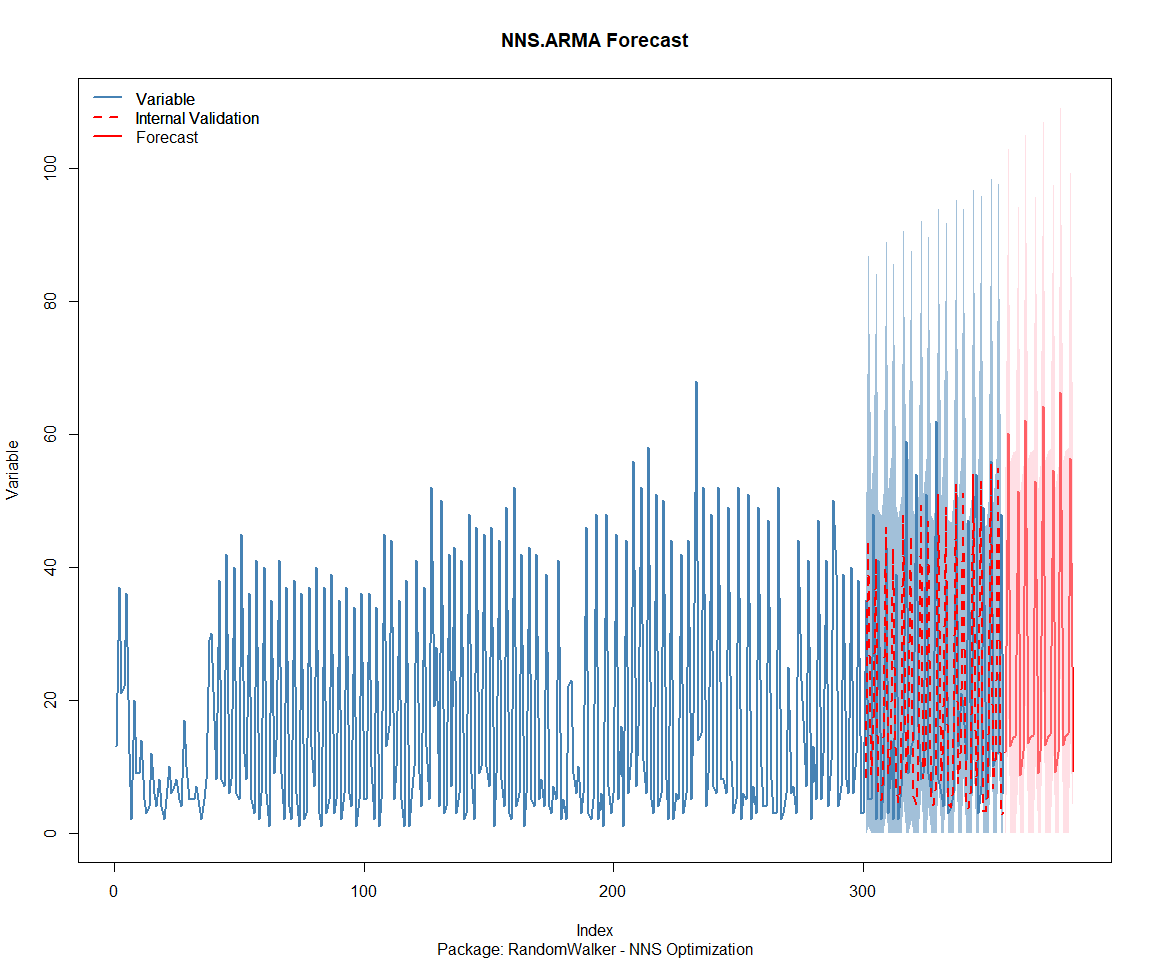 NNS.ARMA Forecast
Variable
Internal Validation
Forecast
Variable
100
80
60
40
20
0
0 100 200 300
Index
Package: RandomWalker - NNS Optimization